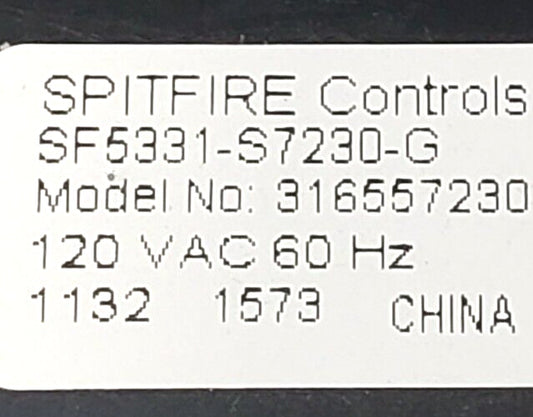 SPITFIRE Controls
SF5331-S7230-G
Model No: 316557230
120 VAC 60 Hz
1132 1573 CHINA